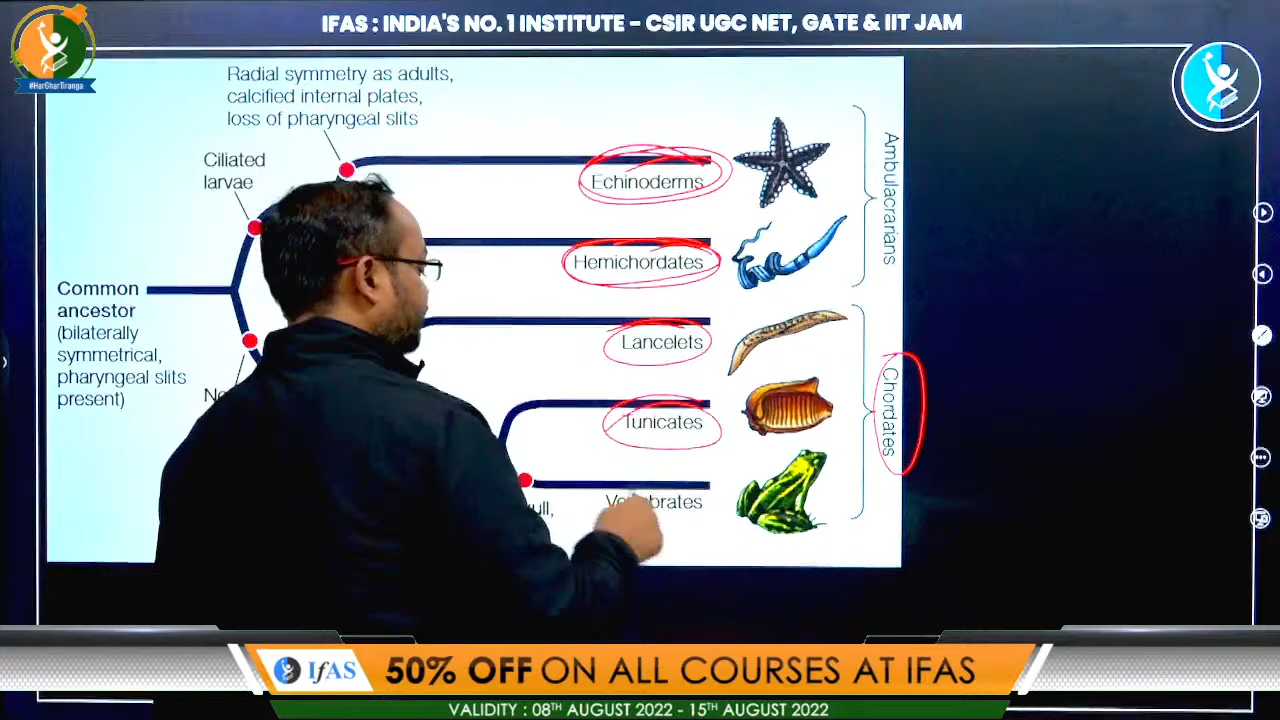 IFAS : INDIA'S NO. 1 INSTITUTE – CSIR UGC NET, GATE & IIT JAM
#HarGharTiranga
Radial symmetry as adults,
calcified internal plates,
loss of pharyngeal slits
Ciliated
larvae
Echinoderms
Hemichordates
Ambulacrarians
Common
ancestor
(bilaterally
symmetrical,
pharyngeal slits
present)
Lancelets
Tunicates
Vertebrates
Chordates
IfAS
50% OFF ON ALL COURSES AT IFAS
VALIDITY : 08TH AUGUST 2022 - 15TH AUGUST 2022